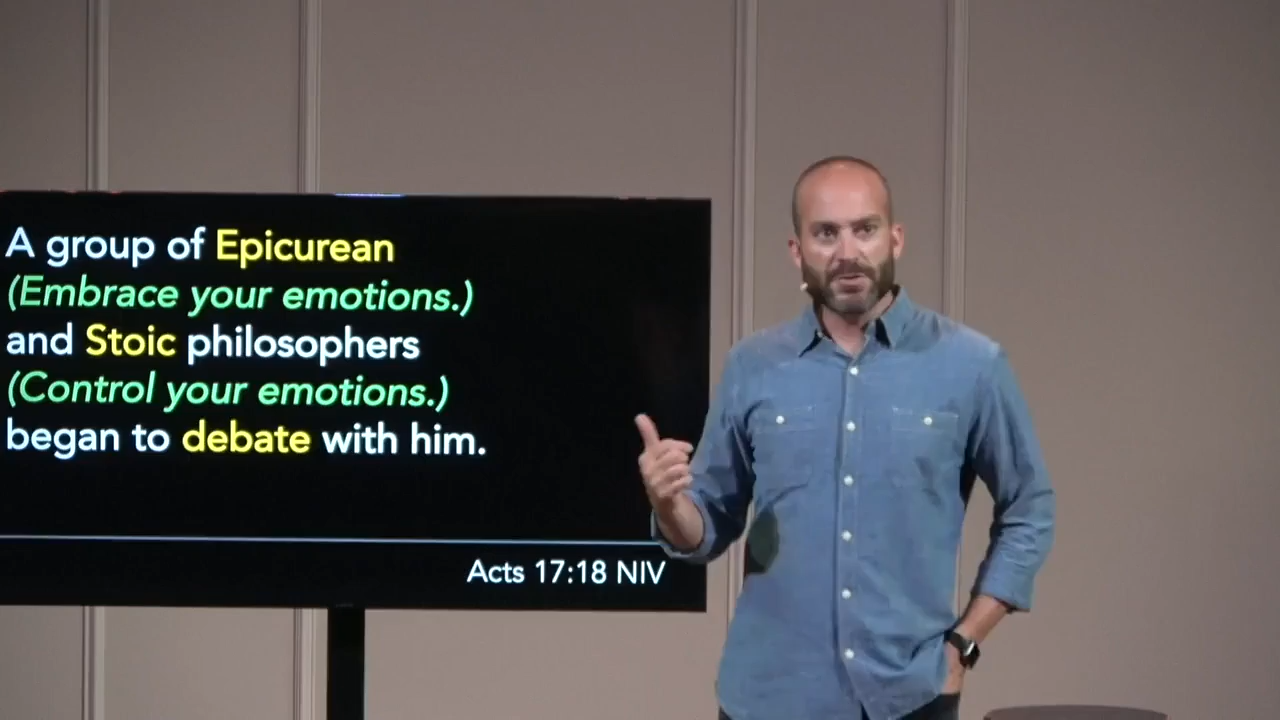 A group of Epicurean
(Embrace your emotions.)
and Stoic philosophers
(Control your emotions.)
began to debate with him.
Acts 17:18 NIV